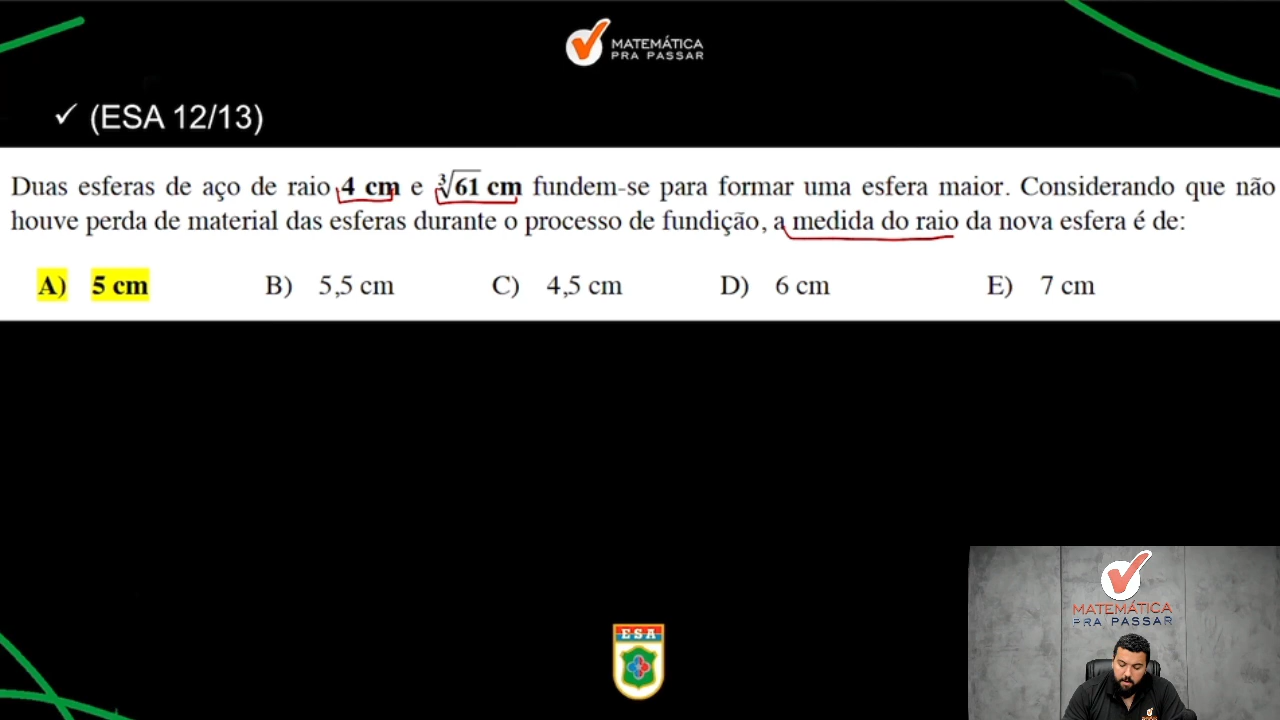 MATEMÁTICA
PRA PASSAR
✓ (ESA 12/13)
Duas esferas de aço de raio 4 cm e ∛61 cm fundem-se para formar uma esfera maior. Considerando que não
houve perda de material das esferas durante o processo de fundição, a medida do raio da nova esfera é de:
A) 5 cm B) 5,5 cm C) 4,5 cm D) 6 cm E) 7 cm
MATEMÁTICA
PRA PASSAR
ESA